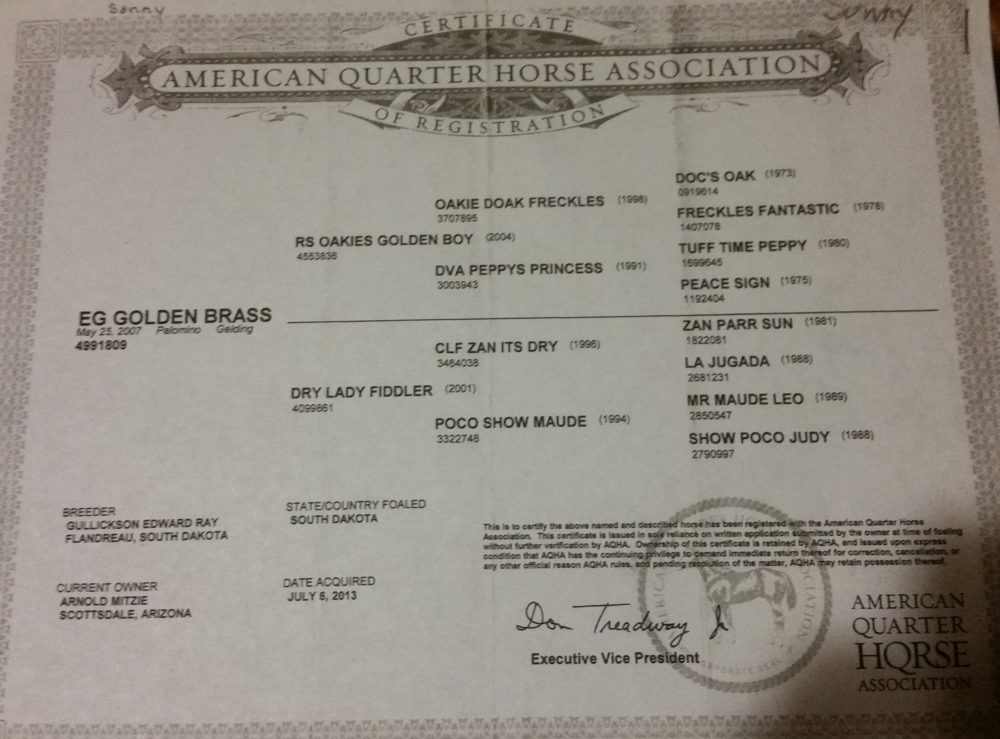 Sonny
Sonny
CERTIFICATE
AMERICAN QUARTER HORSE ASSOCIATION
OF REGISTRATION
DOC'S OAK (1973)
0919614
OAKIE DOAK FRECKLES (1996)
3707895
FRECKLES FANTASTIC (1978)
1407078
RS OAKIES GOLDEN BOY (2004)
4553836
TUFF TIME PEPPY (1980)
1699645
DVA PEPPYS PRINCESS (1991)
3003943
PEACE SIGN (1975)
1192404
EG GOLDEN BRASS
May 25, 2007 Palomino Gelding
4991809
ZAN PARR SUN (1981)
1822081
CLF ZAN ITS DRY (1996)
3464038
LA JUGADA (1988)
2681231
DRY LADY FIDDLER (2001)
4099861
MR MAUDE LEO (1989)
2850547
POCO SHOW MAUDE (1994)
3322748
SHOW POCO JUDY (1988)
2790997
BREEDER
GULLICKSON EDWARD RAY
FLANDREAU, SOUTH DAKOTA
STATE/COUNTRY FOALED
SOUTH DAKOTA
CURRENT OWNER
ARNOLD MITZIE
SCOTTSDALE, ARIZONA
DATE ACQUIRED
JULY 6, 2013
This is to certify the above named and described horse has been registered with the American Quarter Horse
Association. This certificate is issued in sole reliance on written application submitted by the owner at time of foaling
without further verification by AQHA. Ownership of this certificate is retained by AQHA, and issued upon express
condition that AQHA has the continuing privilege to demand immediate return thereof for correction, cancellation, or
any other official reason AQHA rules, and pending resolution of the matter, AQHA may retain possession thereof.
Don Treadway Jr
Executive Vice President
AMERICAN
QUARTER
HORSE
ASSOCIATION